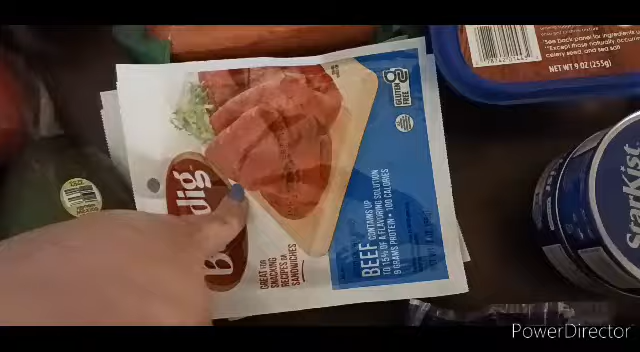 *See back panel for ingredients
**Except those naturally occurring
celery seed, and sea salt
NET WT 9 OZ (255g)
GLUTEN
FREE
dig
GREAT FOR
SNACKING
RECIPES OR
SANDWICHES
BEEF CONTAINS UP
TO 15% OF A FLAVORING SOLUTION
9 GRAMS PROTEIN • 100 CALORIES
StarKist
PowerDirector